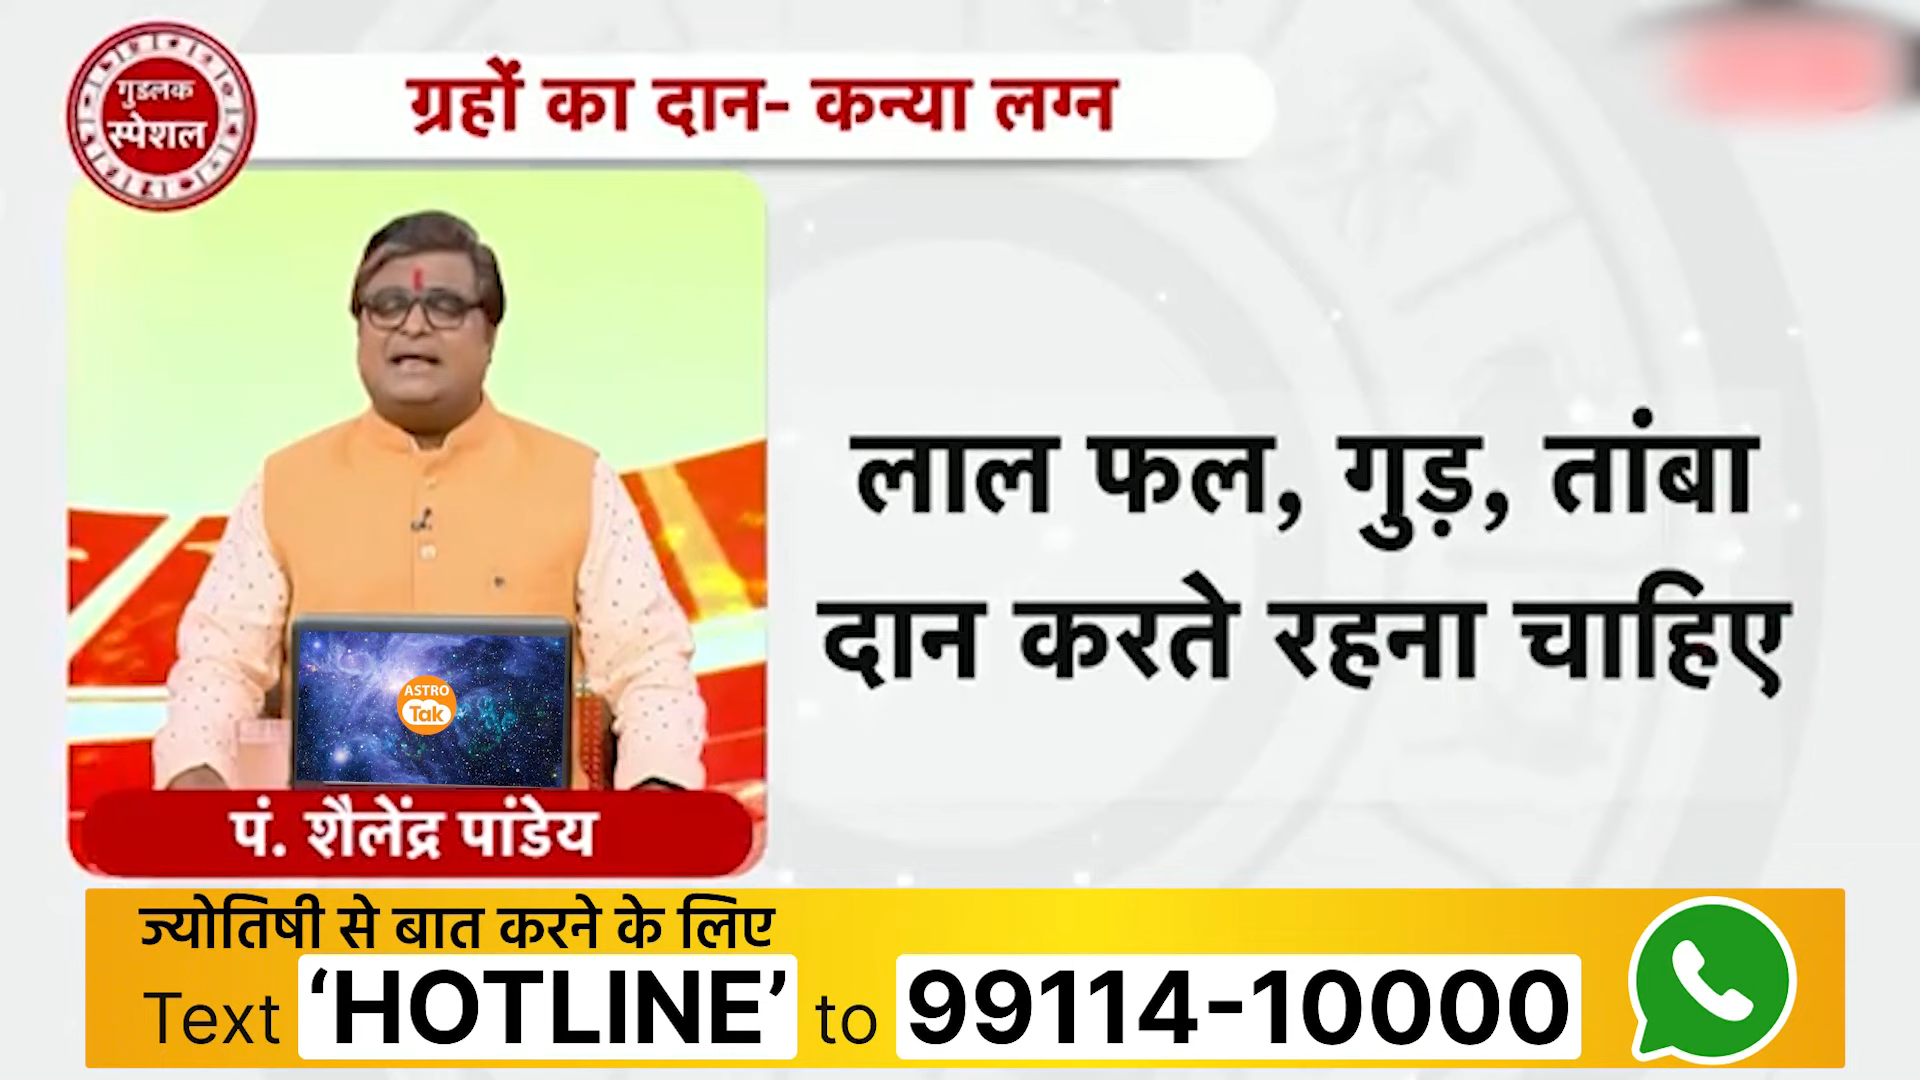 गुडलक
स्पेशल
ग्रहों का दान- कन्या लग्न
लाल फल, गुड़, तांबा
दान करते रहना चाहिए
ASTRO
Tak
पं. शैलेंद्र पांडेय
ज्योतिषी से बात करने के लिए
Text ‘HOTLINE’ to 99114-10000